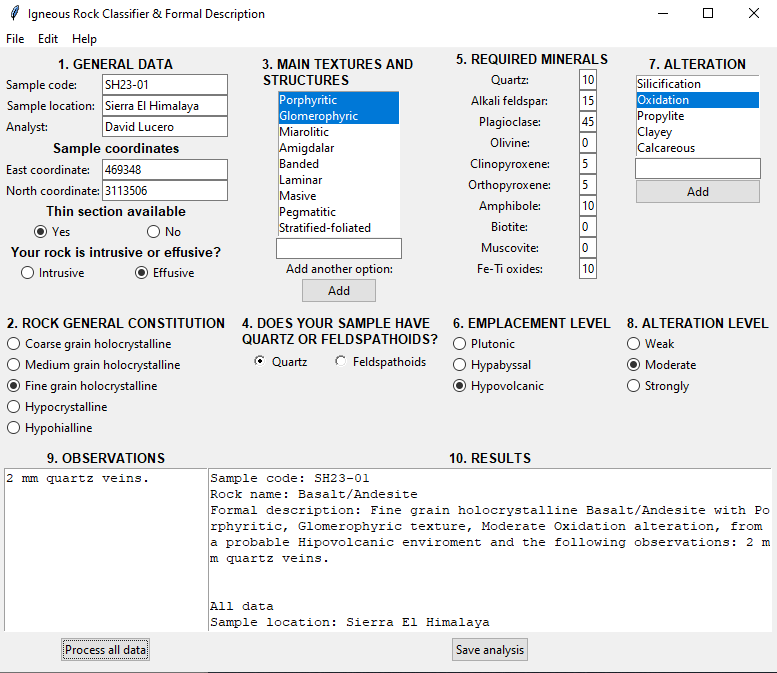 Igneous Rock Classifier & Formal Description
File Edit Help
1. GENERAL DATA
Sample code: SH23-01
Sample location: Sierra El Himalaya
Analyst: David Lucero
Sample coordinates
East coordinate: 469348
North coordinate: 3113506
Thin section available
Yes No
Your rock is intrusive or effusive?
Intrusive Effusive
3. MAIN TEXTURES AND
STRUCTURES
Porphyritic
Glomerophyric
Miarolitic
Amigdalar
Banded
Laminar
Masive
Pegmatitic
Stratified-foliated
Add another option:
Add
5. REQUIRED MINERALS
Quartz: 10
Alkali feldspar: 15
Plagioclase: 45
Olivine: 0
Clinopyroxene: 5
Orthopyroxene: 5
Amphibole: 10
Biotite: 0
Muscovite: 0
Fe-Ti oxides: 10
7. ALTERATION
Silicification
Oxidation
Propylite
Clayey
Calcareous
Add
2. ROCK GENERAL CONSTITUTION
Coarse grain holocrystalline
Medium grain holocrystalline
Fine grain holocrystalline
Hypocrystalline
Hypohialline
4. DOES YOUR SAMPLE HAVE
QUARTZ OR FELDSPATHOIDS?
Quartz Feldspathoids
6. EMPLACEMENT LEVEL
Plutonic
Hypabyssal
Hypovolcanic
8. ALTERATION LEVEL
Weak
Moderate
Strongly
9. OBSERVATIONS
2 mm quartz veins.
Process all data
10. RESULTS
Sample code: SH23-01
Rock name: Basalt/Andesite
Formal description: Fine grain holocrystalline Basalt/Andesite with Po
rphyritic, Glomerophyric texture, Moderate Oxidation alteration, from
a probable Hipovolcanic enviroment and the following observations: 2 m
m quartz veins.
All data
Sample location: Sierra El Himalaya
Save analysis